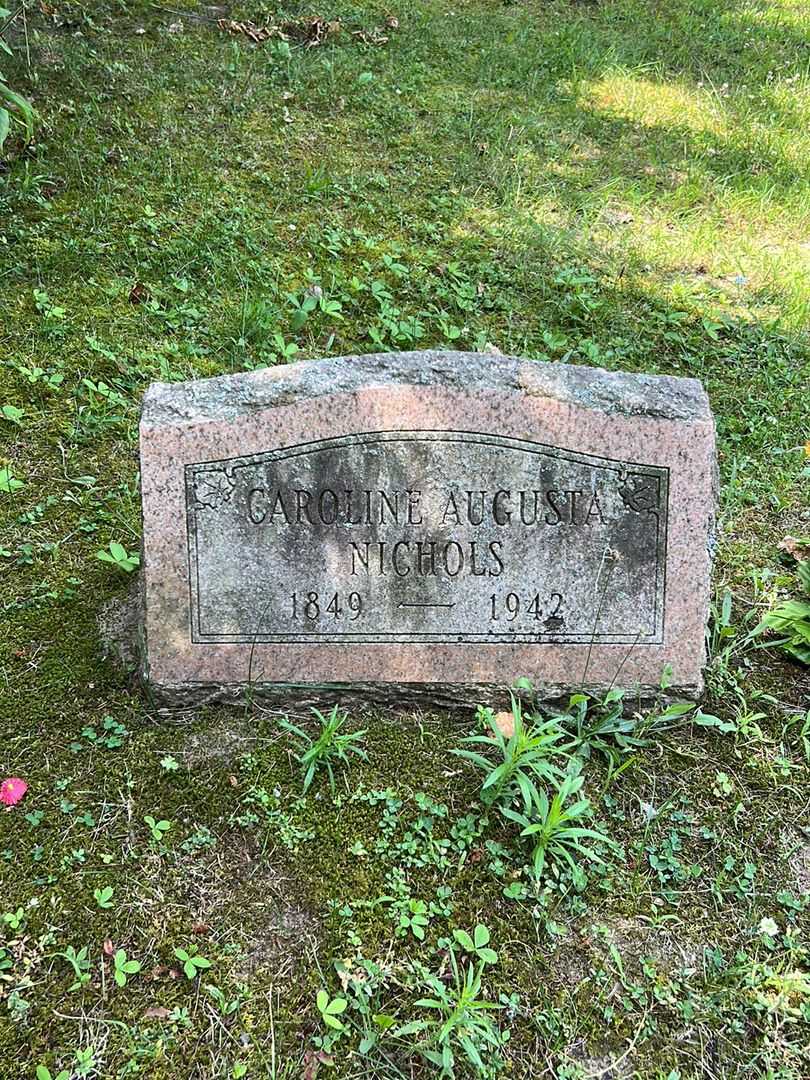 CAROLINE AUGUSTA
NICHOLS
1849 — 1942